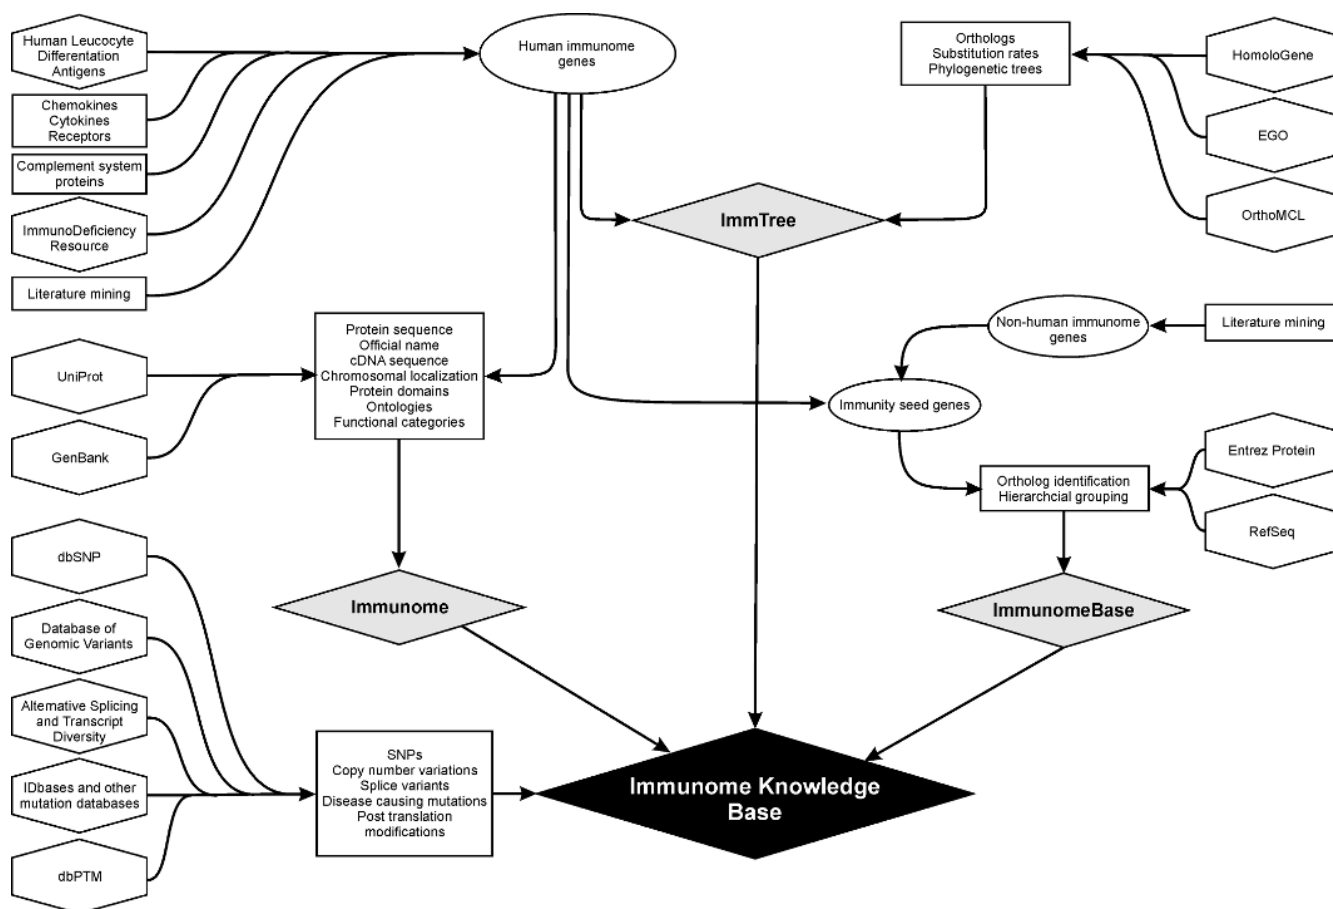 Human Leucocyte
Differentation
Antigens
Chemokines
Cytokines
Receptors
Complement system
proteins
ImmunoDeficiency
Resource
Literature mining
Human immunome
genes
Orthologs
Substitution rates
Phylogenetic trees
HomoloGene
EGO
OrthoMCL
ImmTree
Non-human immunome
genes
Literature mining
Immunity seed genes
UniProt
GenBank
Protein sequence
Official name
cDNA sequence
Chromosomal localization
Protein domains
Ontologies
Functional categories
Entrez Protein
RefSeq
Ortholog identification
Hierarchcial grouping
Immunome
ImmunomeBase
dbSNP
Database of
Genomic Variants
Alternative Splicing
and Transcript
Diversity
IDbases and other
mutation databases
dbPTM
SNPs
Copy number variations
Splice variants
Disease causing mutations
Post translation
modifications
Immunome Knowledge
Base